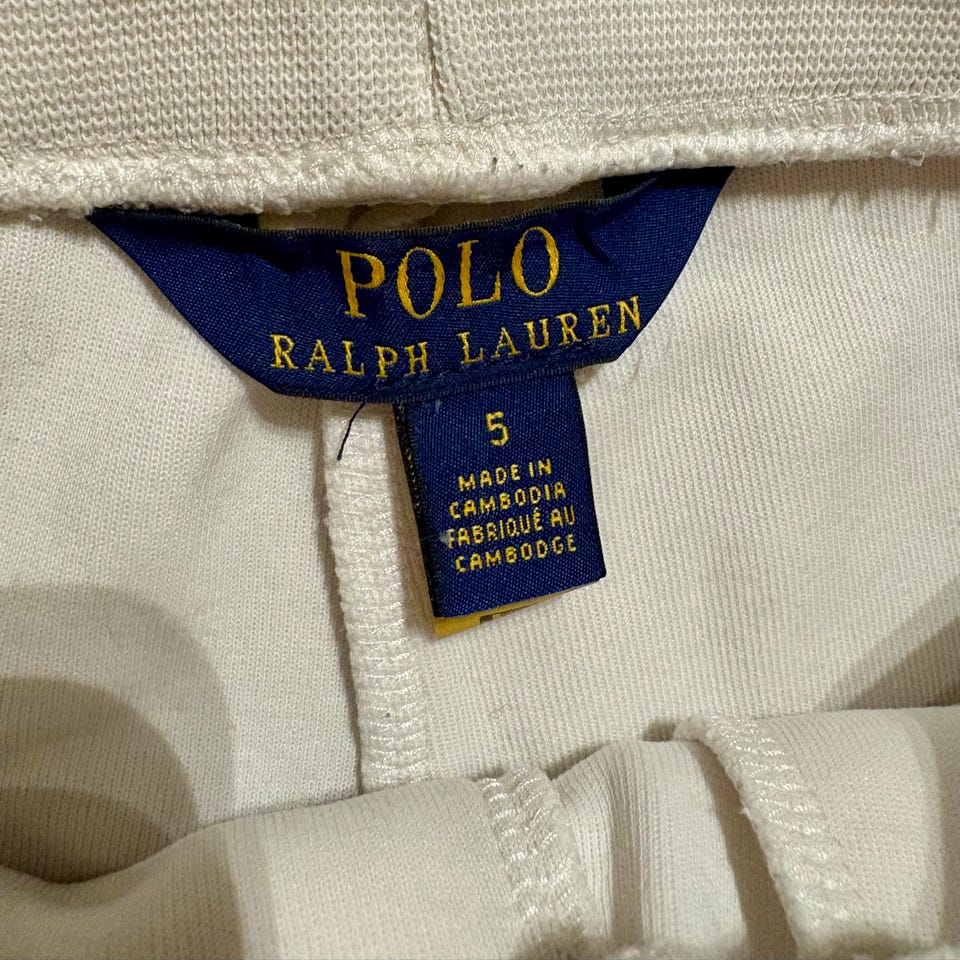 POLO
RALPH LAUREN
5
MADE IN
CAMBODIA
FABRIQUÉ AU
CAMBODGE